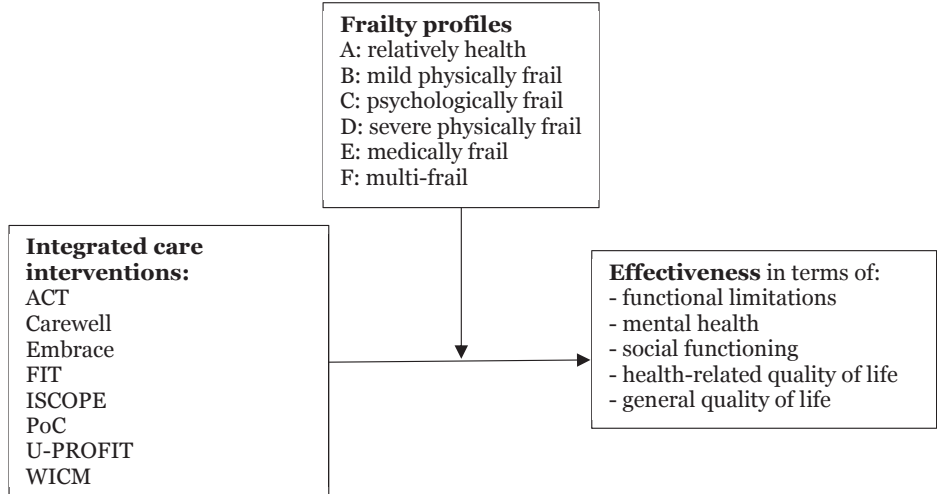 Frailty profiles
A: relatively health
B: mild physically frail
C: psychologically frail
D: severe physically frail
E: medically frail
F: multi-frail
Integrated care
interventions:
ACT
Carewell
Embrace
FIT
ISCOPE
PoC
U-PROFIT
WICM
Effectiveness in terms of:
- functional limitations
- mental health
- social functioning
- health-related quality of life
- general quality of life